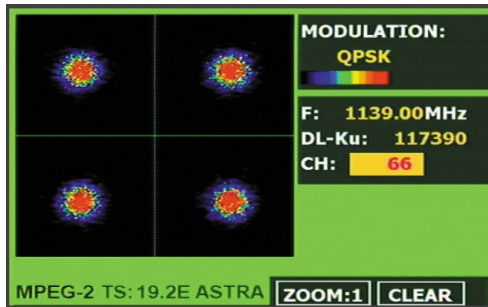 MODULATION:
QPSK
F: 1139.00MHz
DL-Ku: 117390
CH: 66
MPEG-2 TS: 19.2E ASTRA
ZOOM:1
CLEAR